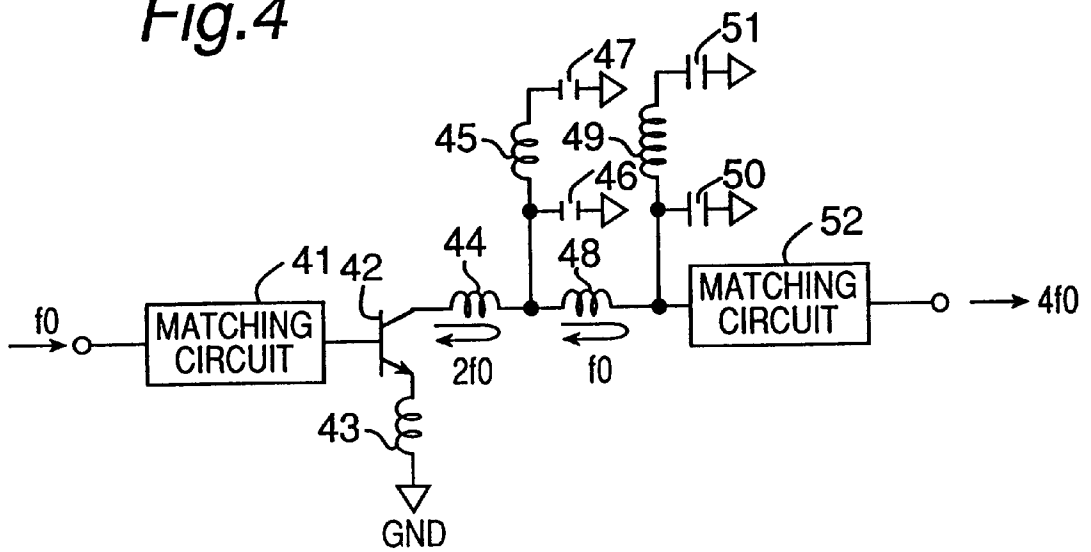 Fig.4
51
47
45
49
46
50
52
44
48
41
42
MATCHING
CIRCUIT
MATCHING
CIRCUIT
f0
4f0
2f0
f0
43
GND